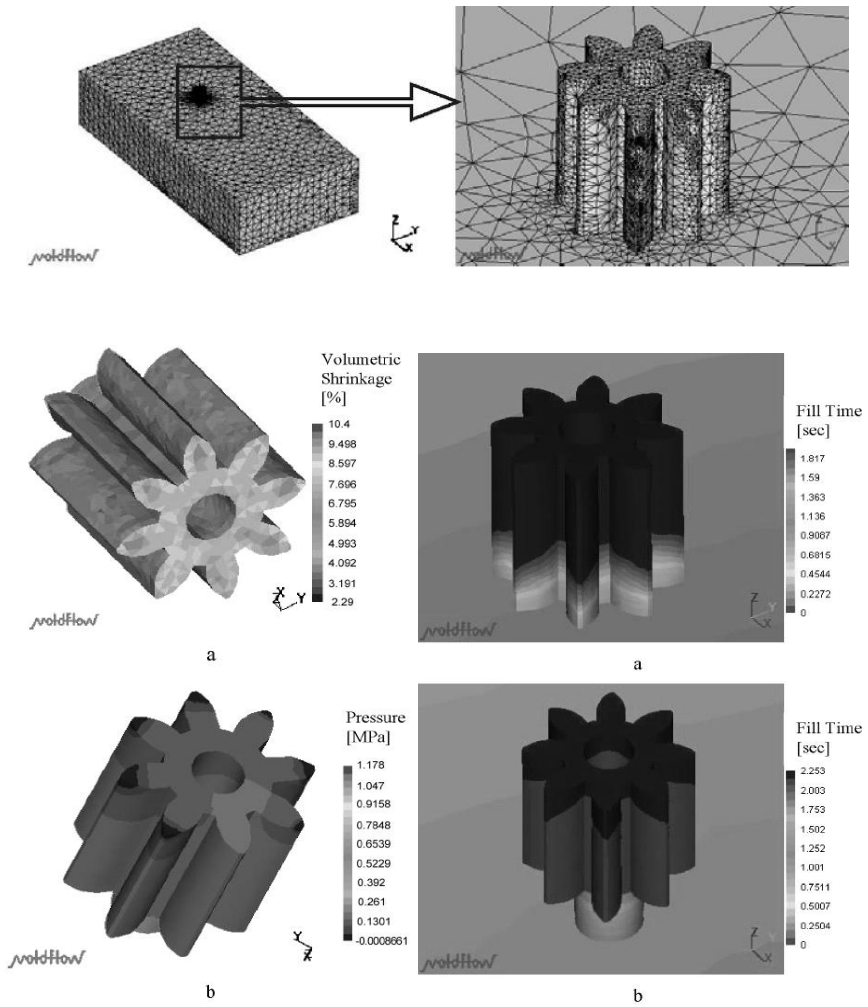 Z
Y
X
moldflow
Z
Y
X
moldflow
Volumetric
Shrinkage
[%]
10.4
9.498
8.597
7.696
6.795
5.894
4.993
4.092
3.191
2.29
X
Z
Y
moldflow
a
Fill Time
[sec]
1.817
1.59
1.363
1.136
0.9087
0.6815
0.4544
0.2272
0
Z
Y
X
moldflow
a
Pressure
[MPa]
1.178
1.047
0.9158
0.7848
0.6539
0.5229
0.392
0.261
0.1301
-0.0008661
Y
Z
X
moldflow
b
Fill Time
[sec]
2.253
2.003
1.753
1.502
1.252
1.001
0.7511
0.5007
0.2504
0
Z
Y
X
moldflow
b